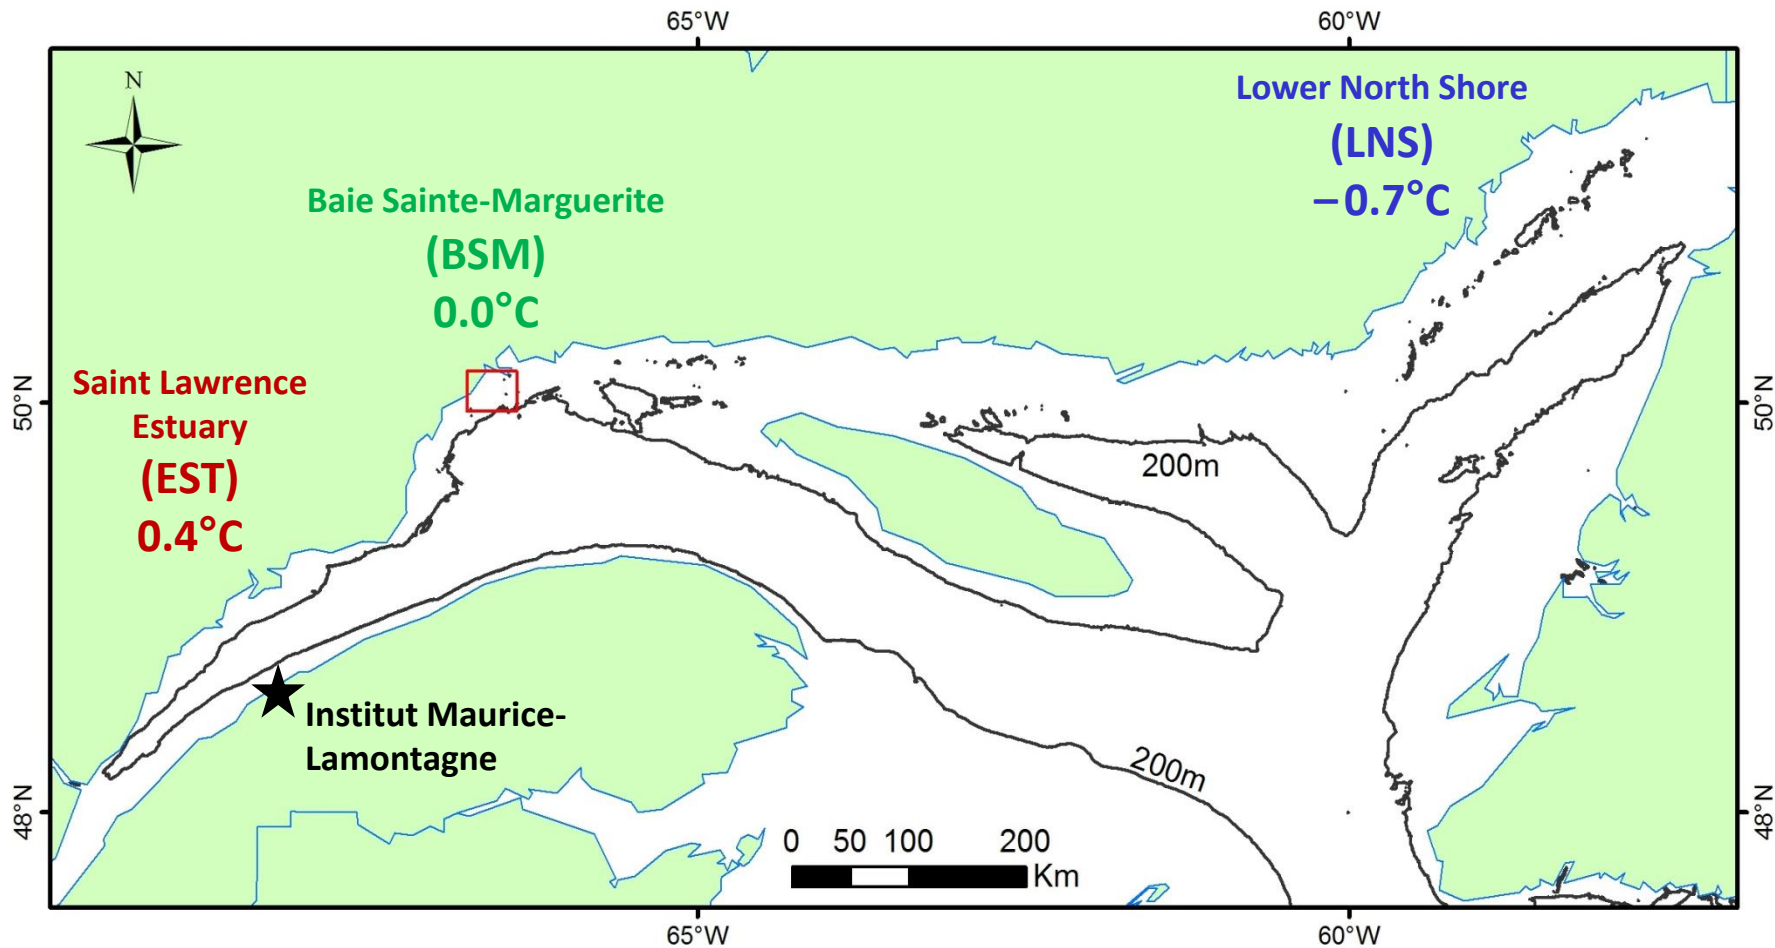 65°W
60°W
N
Lower North Shore
(LNS)
−0.7°C
Baie Sainte-Marguerite
(BSM)
0.0°C
50°N
50°N
Saint Lawrence
Estuary
(EST)
0.4°C
200m
Institut Maurice-
Lamontagne
200m
48°N
48°N
0 50 100 200
Km
65°W
60°W